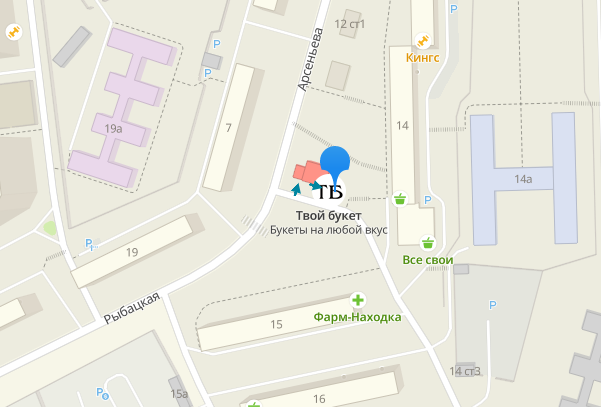 12 ст1
P
P
P
Арсеньева
Кингс
19а
7
14
14а
ТБ
P
Твой букет
Букеты на любой вкус
P
19
Все свои
Рыбацкая
P
Фарм-Находка
15
14 ст3
P
15а
16